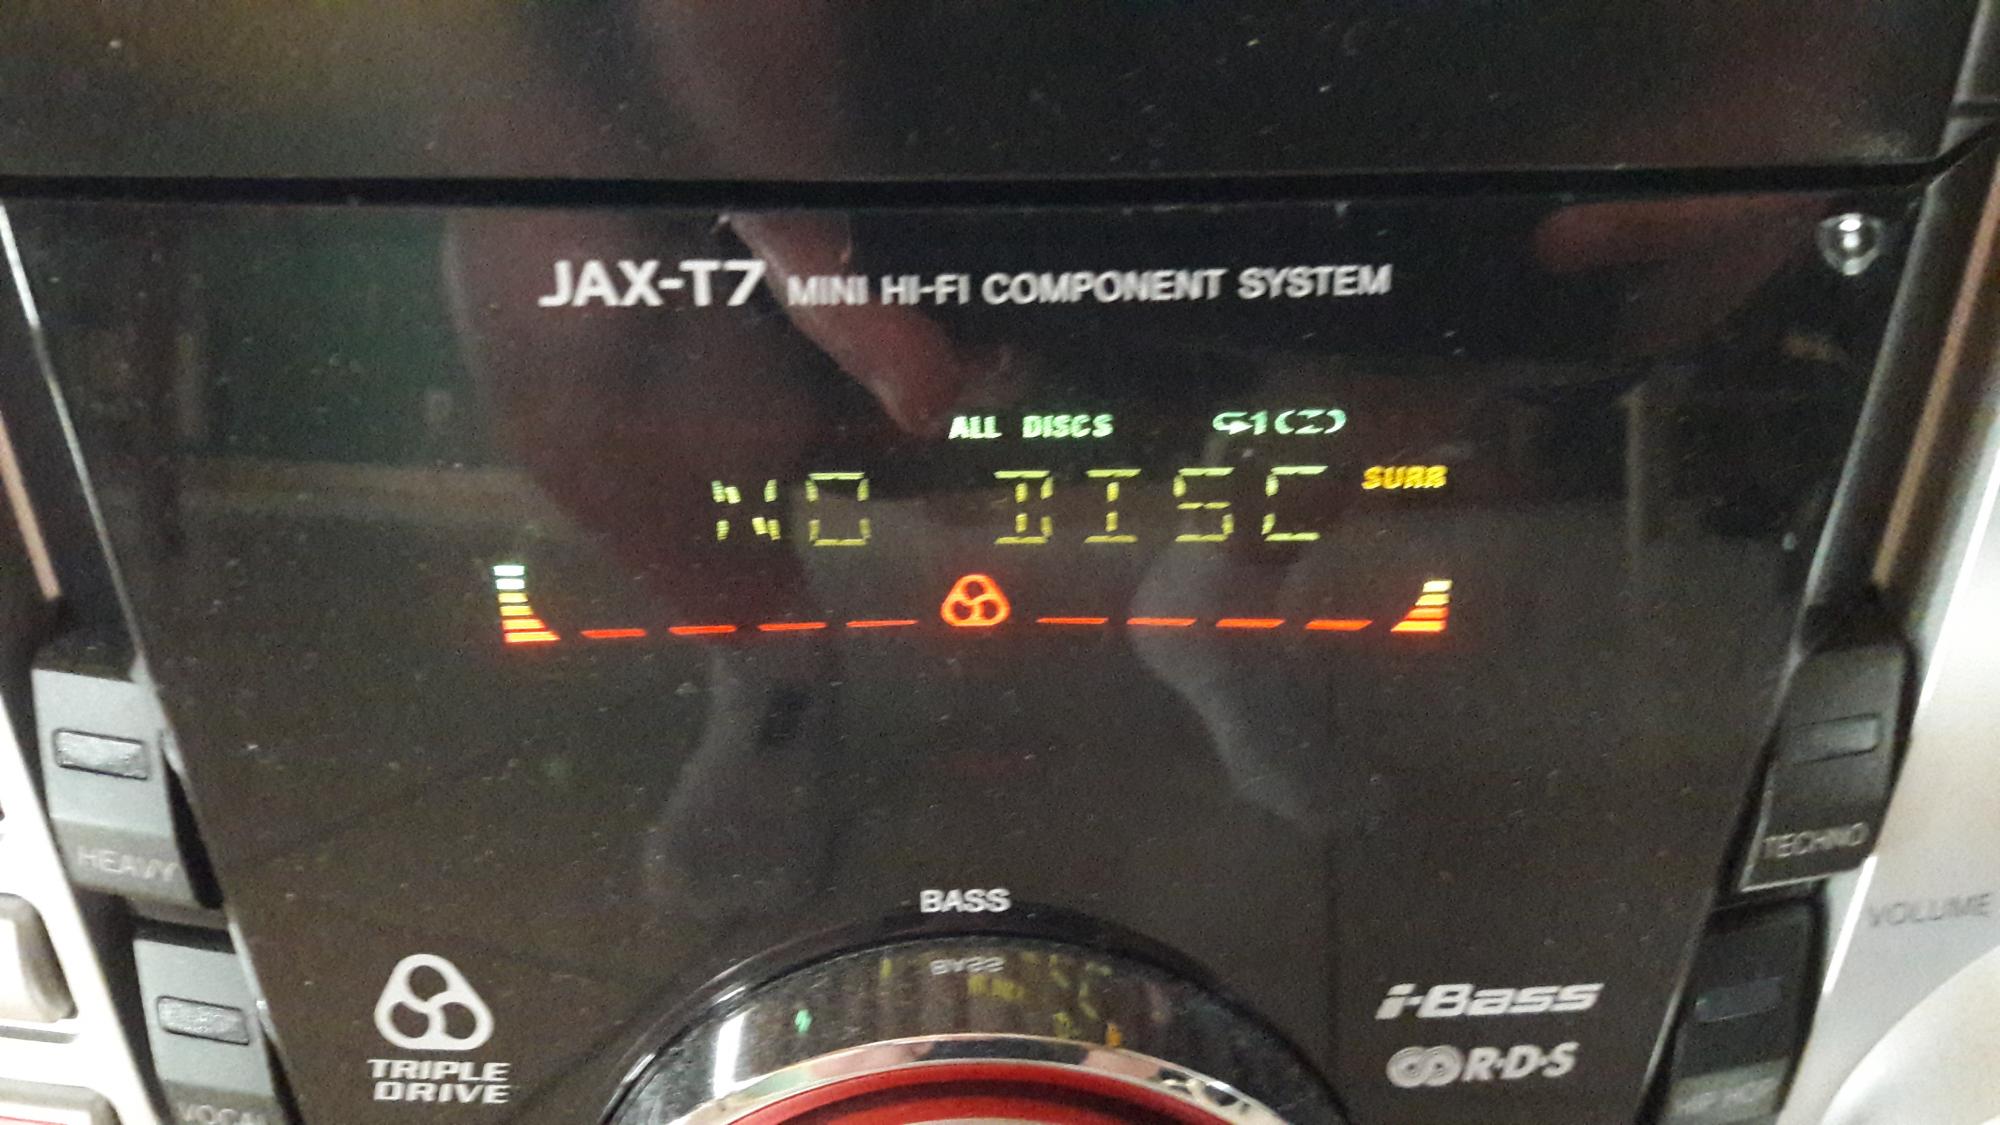 JAX-T7 MINI HI-FI COMPONENT SYSTEM
ALL DISCS
NO DISC SURR
HEAVY
TECHNO
VOLUME
BASS
i-Bass
TRIPLE
DRIVE
R·D·S
VOCAL